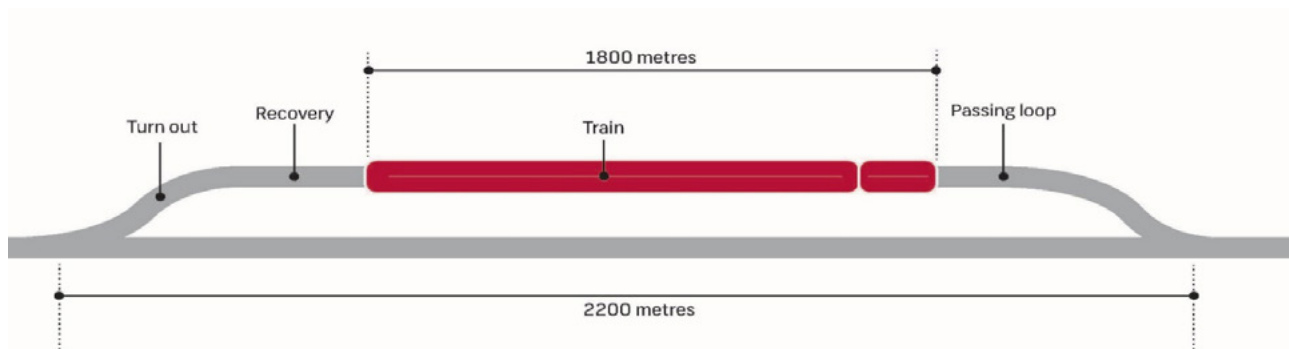 1800 metres
Recovery
Passing loop
Turn out
Train
2200 metres